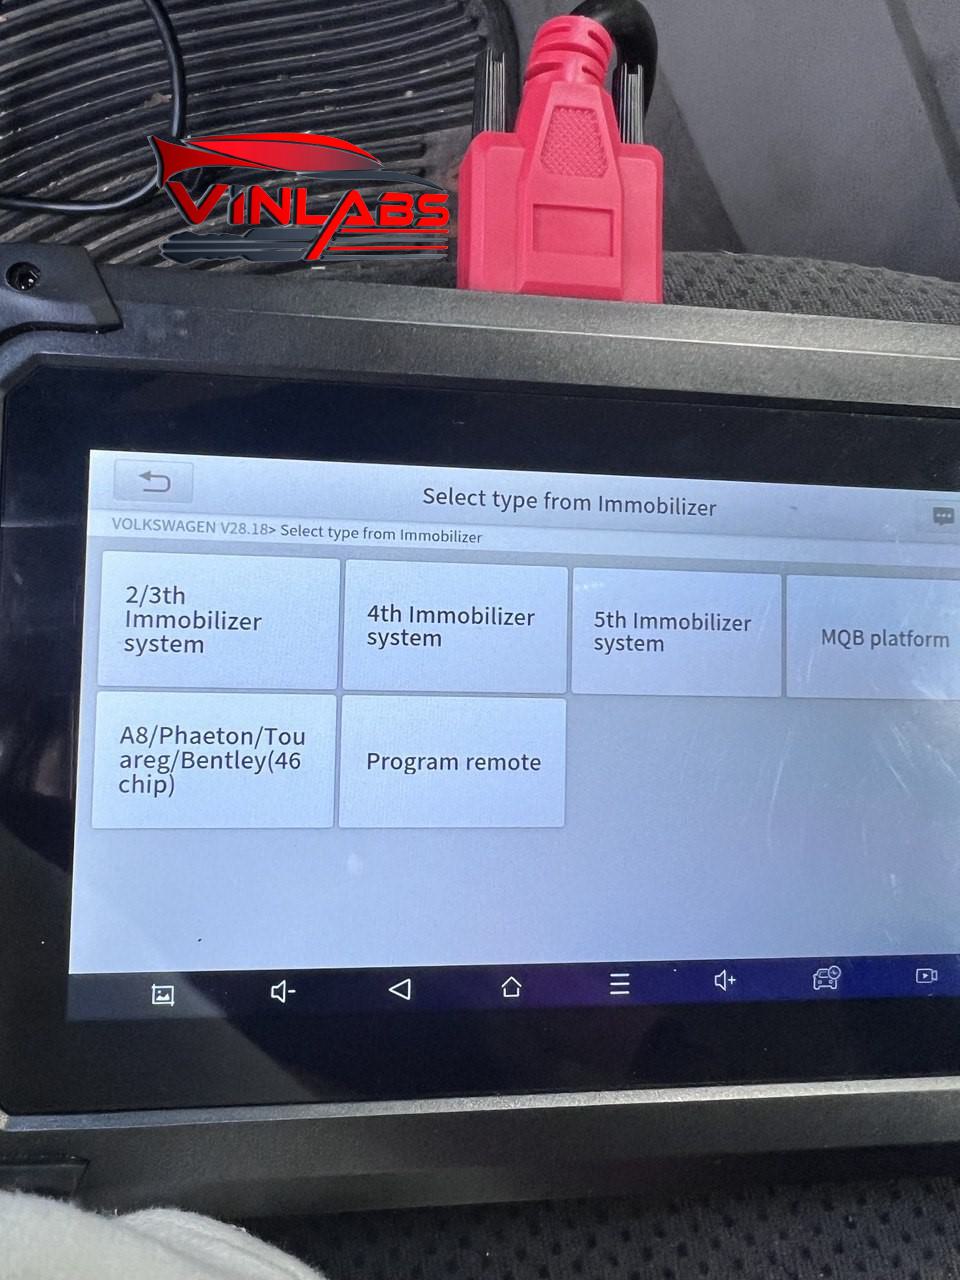 VINLABS
Select type from Immobilizer
VOLKSWAGEN V28.18> Select type from Immobilizer
2/3th
Immobilizer
system
4th Immobilizer
system
5th Immobilizer
system
MQB platform
A8/Phaeton/Tou
areg/Bentley(46
chip)
Program remote